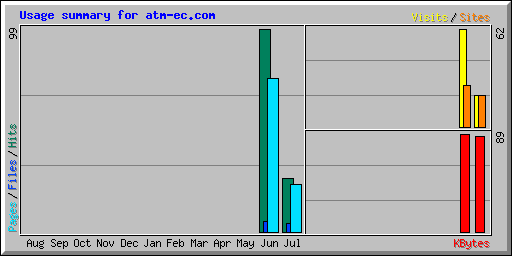 Usage summary for atm-ec.com
Visits / Sites
99
62
89
Pages / Files / Hits
Aug Sep Oct Nov Dec Jan Feb Mar Apr May Jun Jul
KBytes